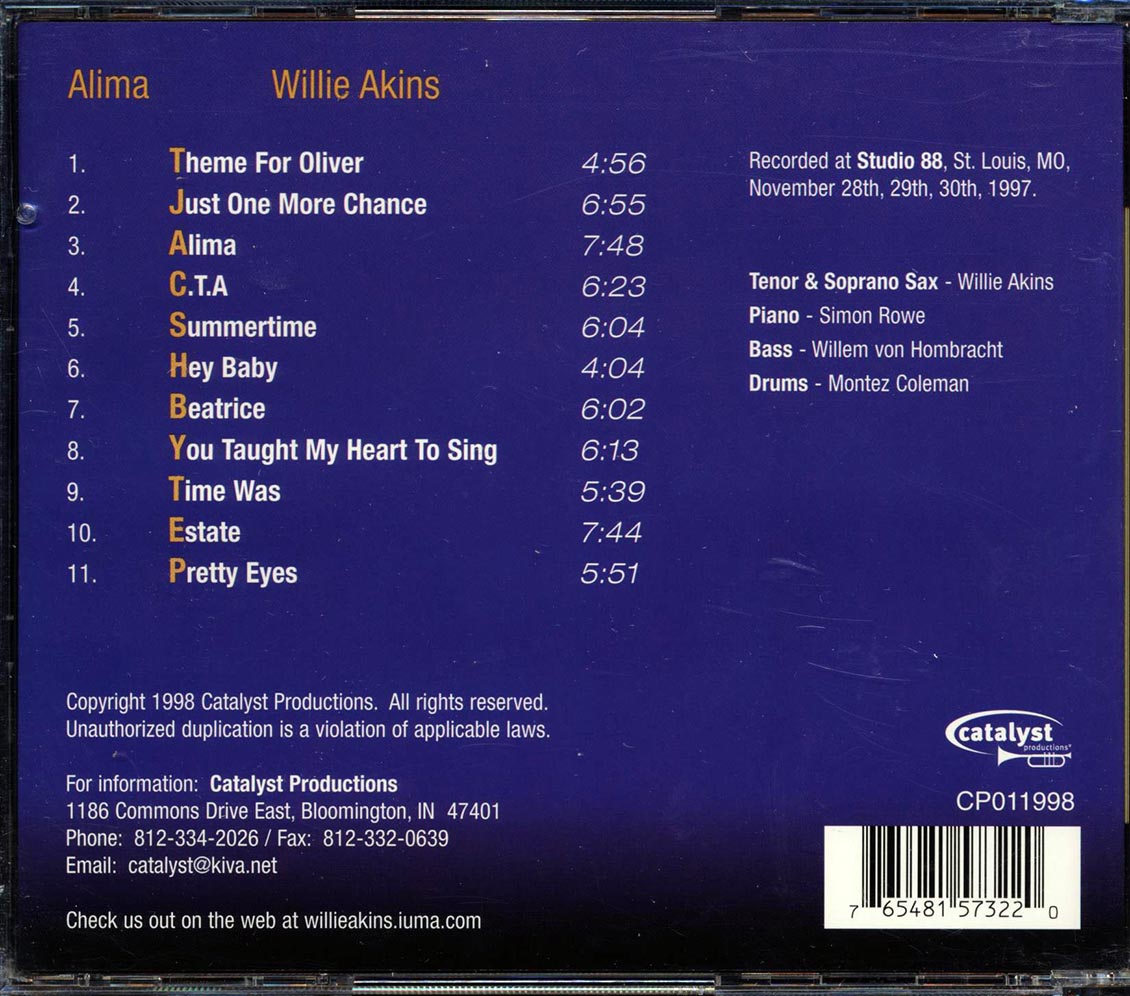 Alima Willie Akins
1. Theme For Oliver 4:56
2. Just One More Chance 6:55
3. Alima 7:48
4. C.T.A 6:23
5. Summertime 6:04
6. Hey Baby 4:04
7. Beatrice 6:02
8. You Taught My Heart To Sing 6:13
9. Time Was 5:39
10. Estate 7:44
11. Pretty Eyes 5:51
Recorded at Studio 88, St. Louis, MO,
November 28th, 29th, 30th, 1997.
Tenor & Soprano Sax - Willie Akins
Piano - Simon Rowe
Bass - Willem von Hombracht
Drums - Montez Coleman
Copyright 1998 Catalyst Productions. All rights reserved.
Unauthorized duplication is a violation of applicable laws.
For information: Catalyst Productions
1186 Commons Drive East, Bloomington, IN 47401
Phone: 812-334-2026 / Fax: 812-332-0639
Email: catalyst@kiva.net
Check us out on the web at willieakins.iuma.com
catalyst
productions
CP011998
7 65481 57322 0